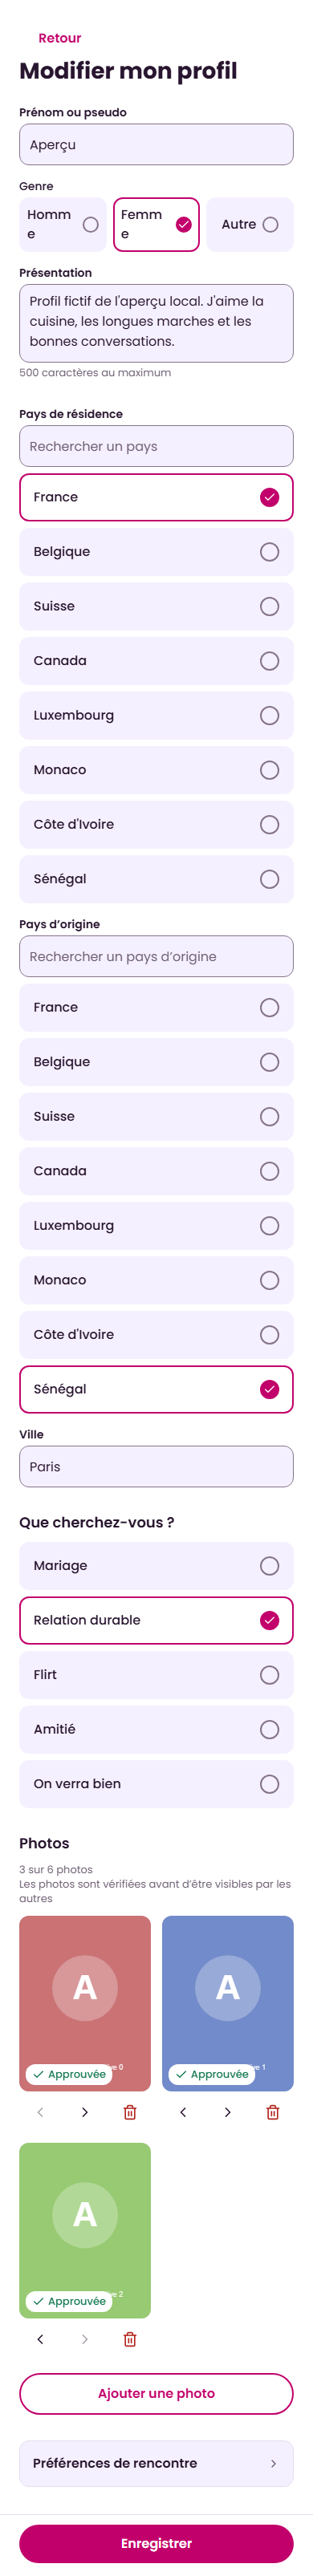 Retour
Modifier mon profil
Prénom ou pseudo
Aperçu
Genre
Homm
e
Femm
e
Autre
Présentation
Profil fictif de l'aperçu local. J'aime la
cuisine, les longues marches et les
bonnes conversations.
500 caractères au maximum
Pays de résidence
Rechercher un pays
France
Belgique
Suisse
Canada
Luxembourg
Monaco
Côte d'Ivoire
Sénégal
Pays d’origine
Rechercher un pays d’origine
France
Belgique
Suisse
Canada
Luxembourg
Monaco
Côte d'Ivoire
Sénégal
Ville
Paris
Que cherchez-vous ?
Mariage
Relation durable
Flirt
Amitié
On verra bien
Photos
3 sur 6 photos
Les photos sont vérifiées avant d’être visibles par les
autres
A
A
Approuvée
0
Approuvée
1
A
Approuvée
2
Ajouter une photo
Préférences de rencontre
Enregistrer